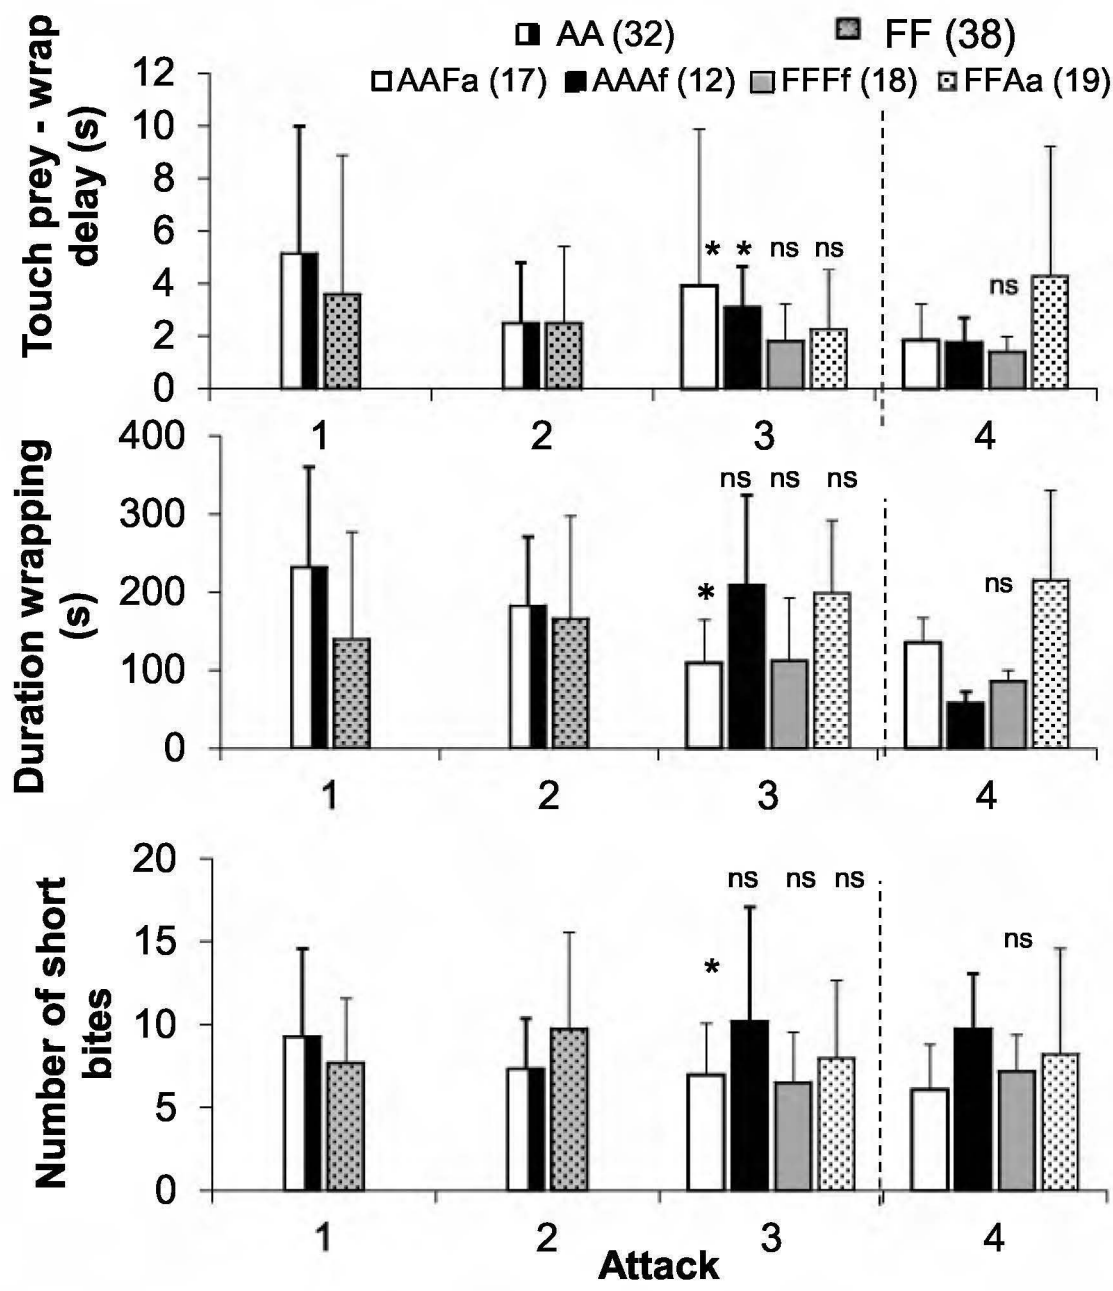 AA (32) FF (38)
AAFa (17) AAAf (12) FFFf (18) FFAa (19)
Touch prey - wrap
delay (s)
12
10
8
6
4
2
0
* * ns ns
ns
1 2 3 4
Duration wrapping
(s)
400
300
200
100
0
ns ns ns
*
ns
1 2 3 4
Number of short
bites
20
15
10
5
0
ns ns ns
*
ns
1 2 3 4
Attack